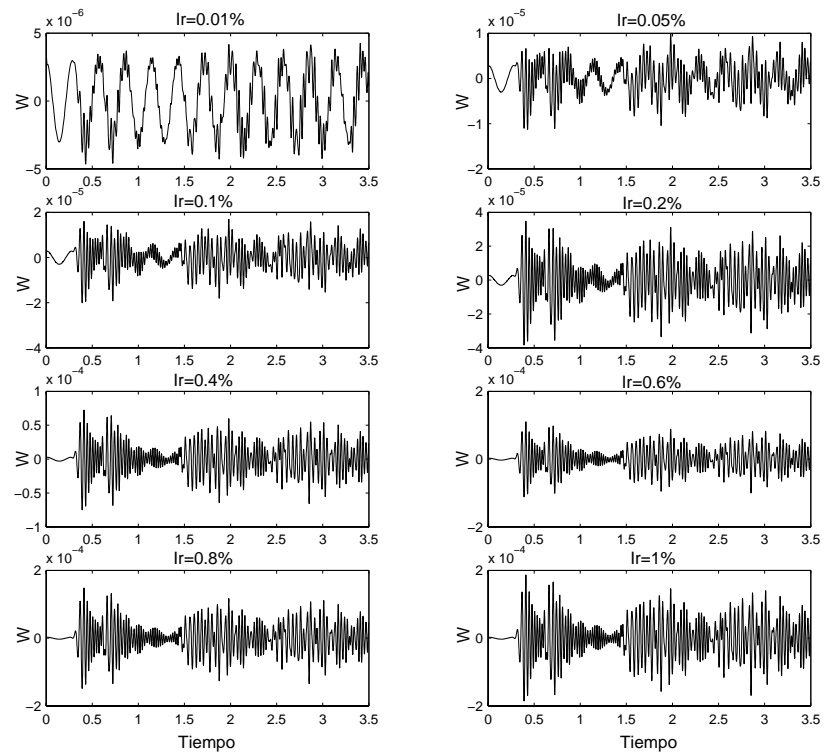 x 10⁻⁶
Ir=0.01%
5
0
−5
W
0 0.5 1 1.5 2 2.5 3 3.5
x 10⁻⁵
Ir=0.05%
1
0
−1
−2
W
0 0.5 1 1.5 2 2.5 3 3.5
x 10⁻⁵
Ir=0.1%
2
0
−2
−4
W
0 0.5 1 1.5 2 2.5 3 3.5
x 10⁻⁵
Ir=0.2%
4
2
0
−2
−4
W
0 0.5 1 1.5 2 2.5 3 3.5
x 10⁻⁴
Ir=0.4%
1
0.5
0
−0.5
−1
W
0 0.5 1 1.5 2 2.5 3 3.5
x 10⁻⁴
Ir=0.6%
2
0
−2
W
0 0.5 1 1.5 2 2.5 3 3.5
x 10⁻⁴
Ir=0.8%
2
0
−2
W
0 0.5 1 1.5 2 2.5 3 3.5
Tiempo
x 10⁻⁴
Ir=1%
2
0
−2
W
0 0.5 1 1.5 2 2.5 3 3.5
Tiempo